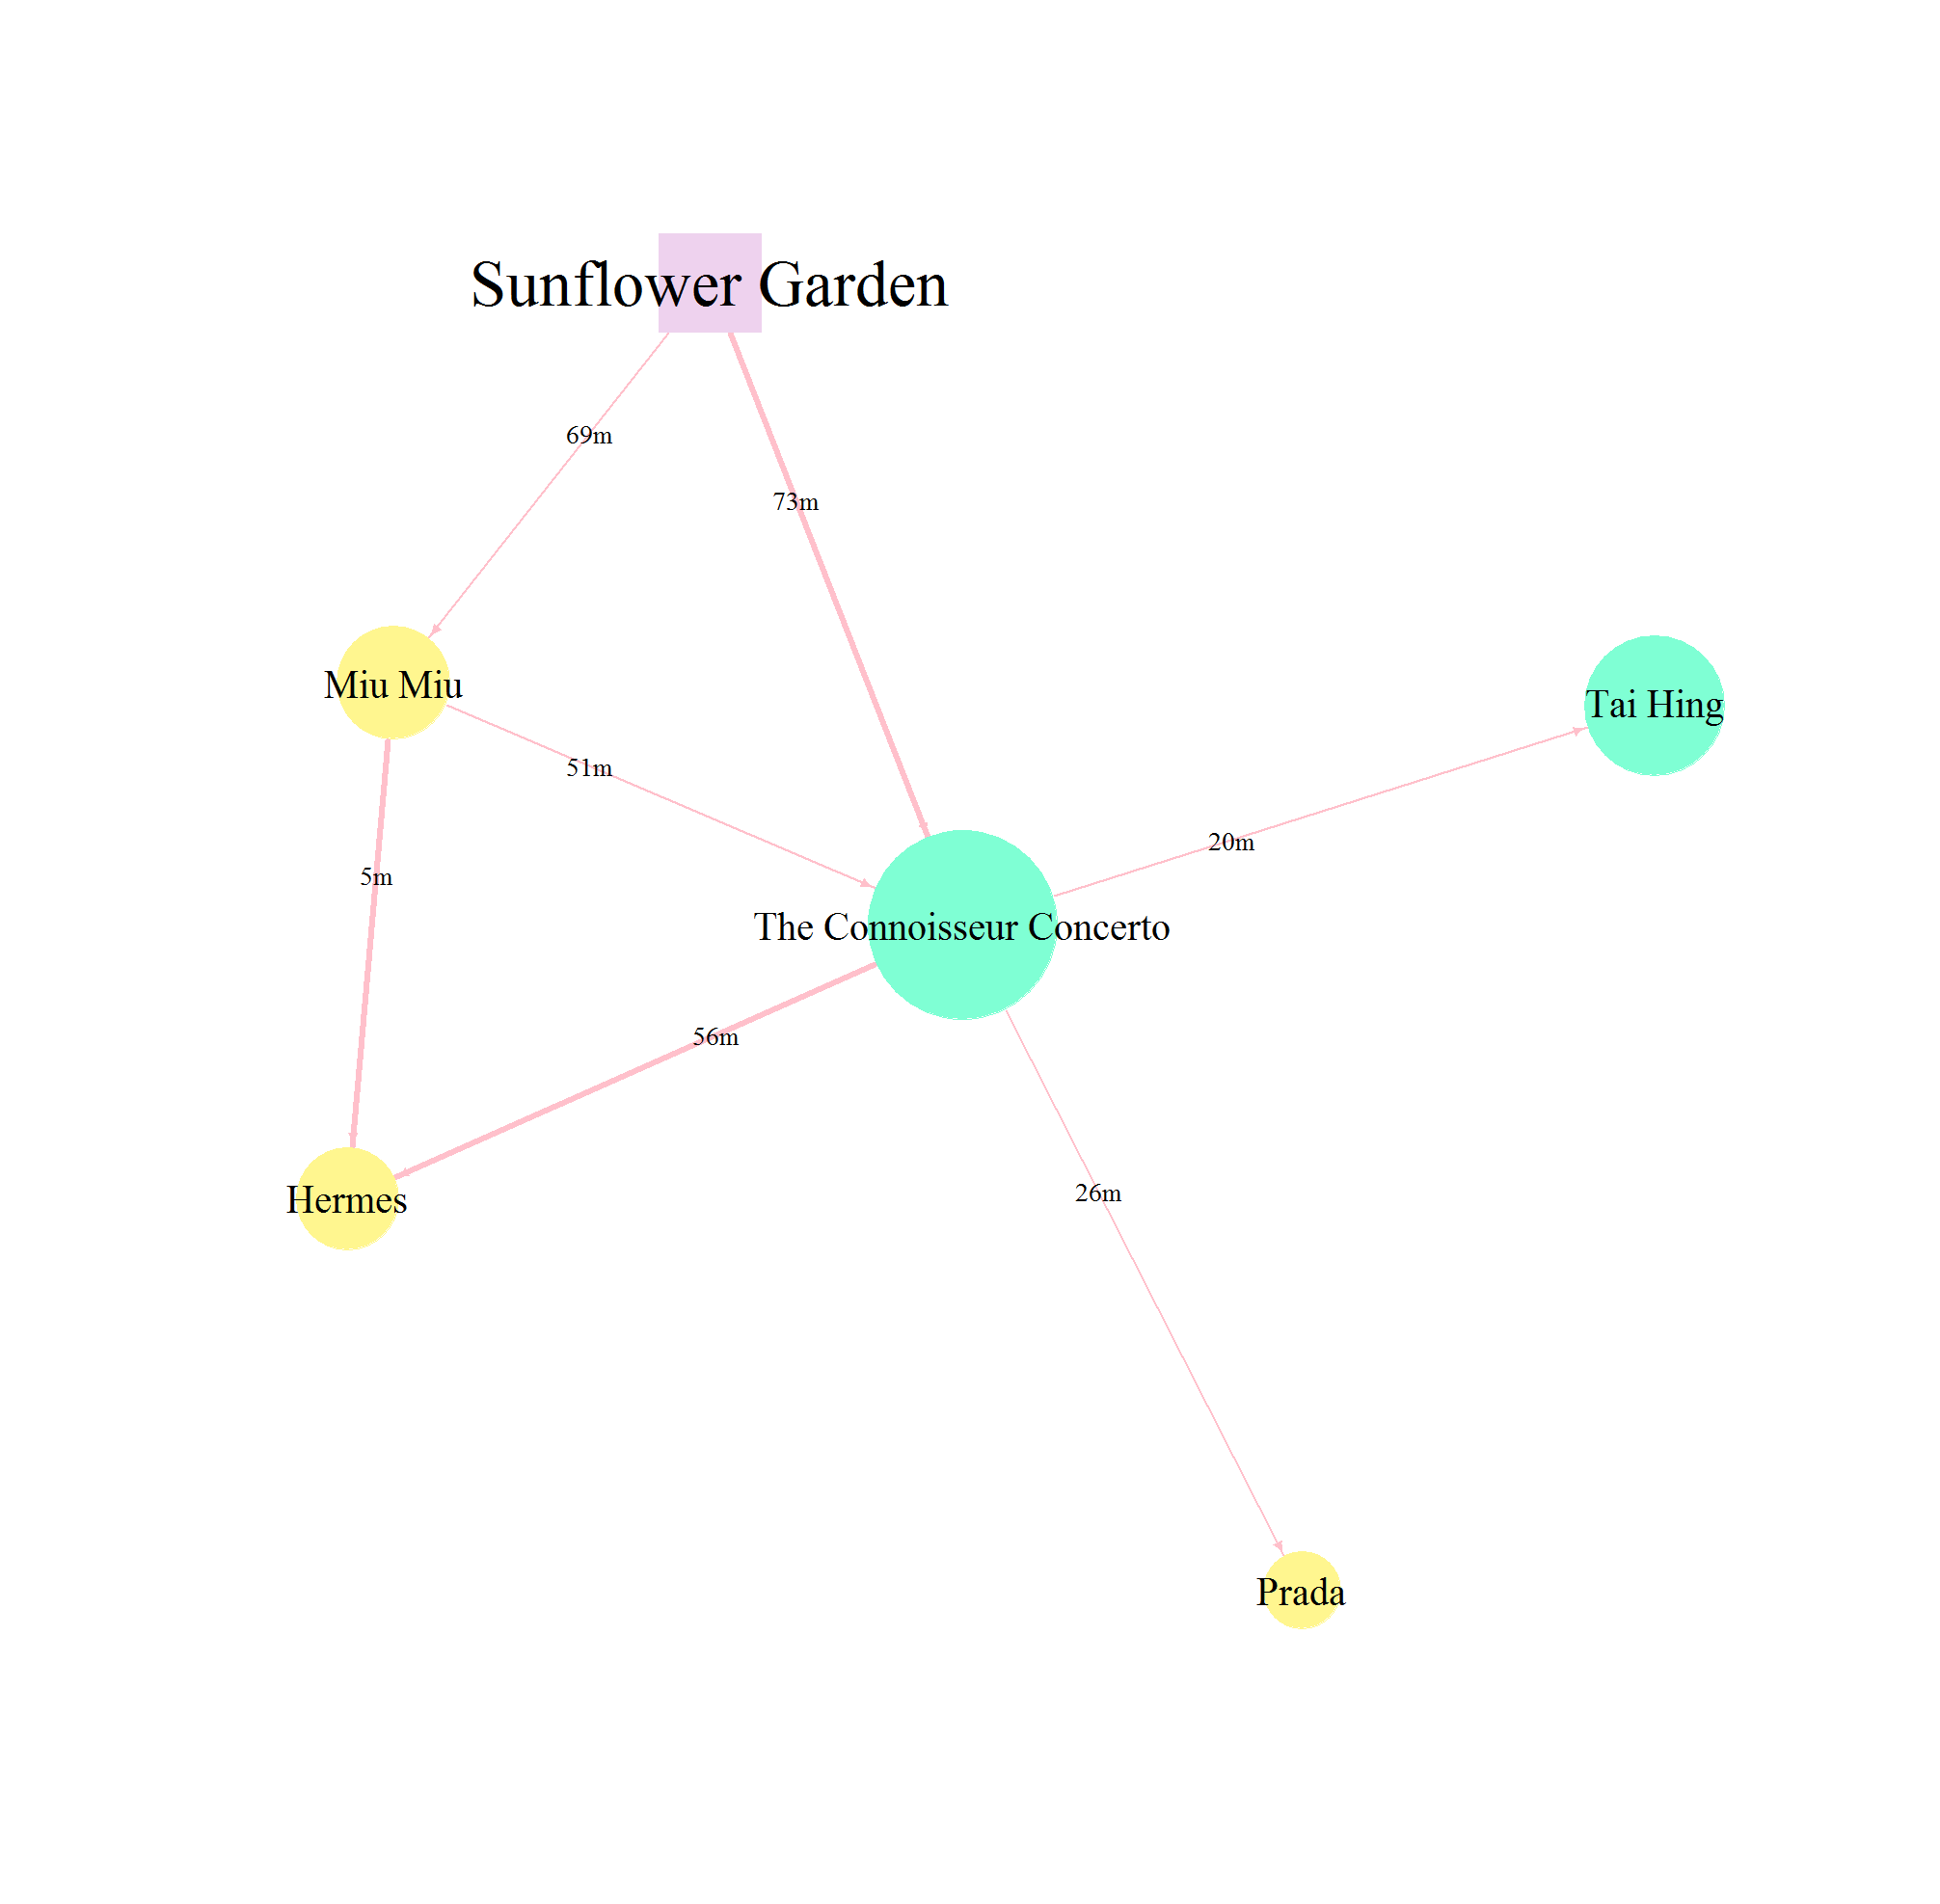 Sunflower Garden
69m
73m
Miu Miu
Tai Hing
51m
20m
5m
The Connoisseur Concerto
56m
26m
Hermes
Prada